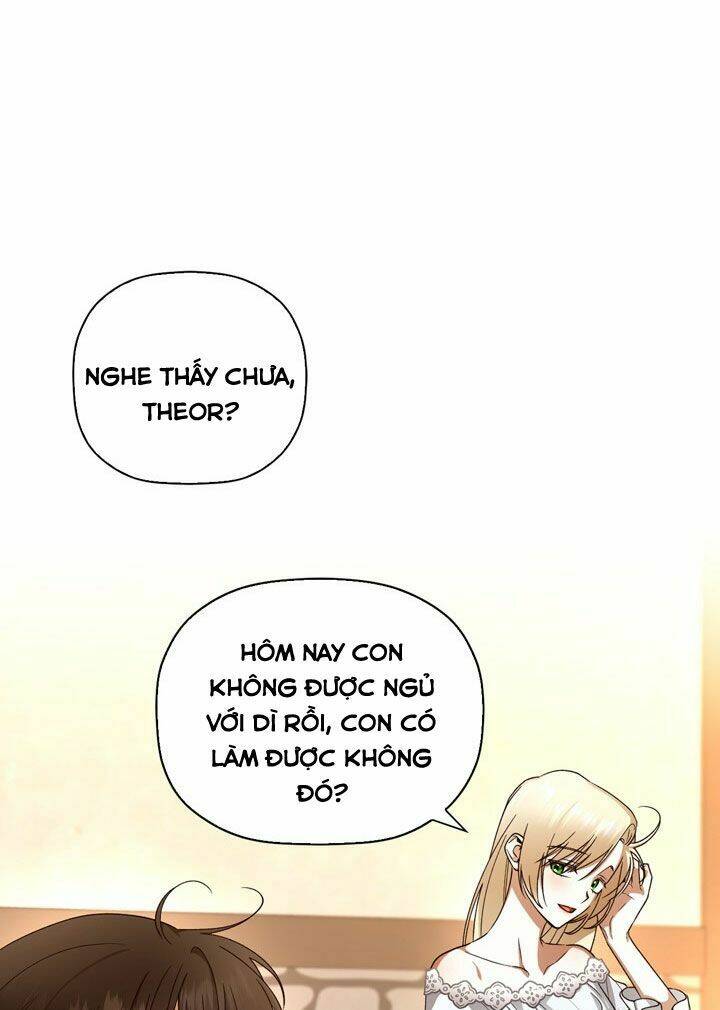 NGHE THẤY CHƯA,
THEOR?
HÔM NAY CON
KHÔNG ĐƯỢC NGỦ
VỚI DÌ RỒI, CON CÓ
LÀM ĐƯỢC KHÔNG
ĐÓ?